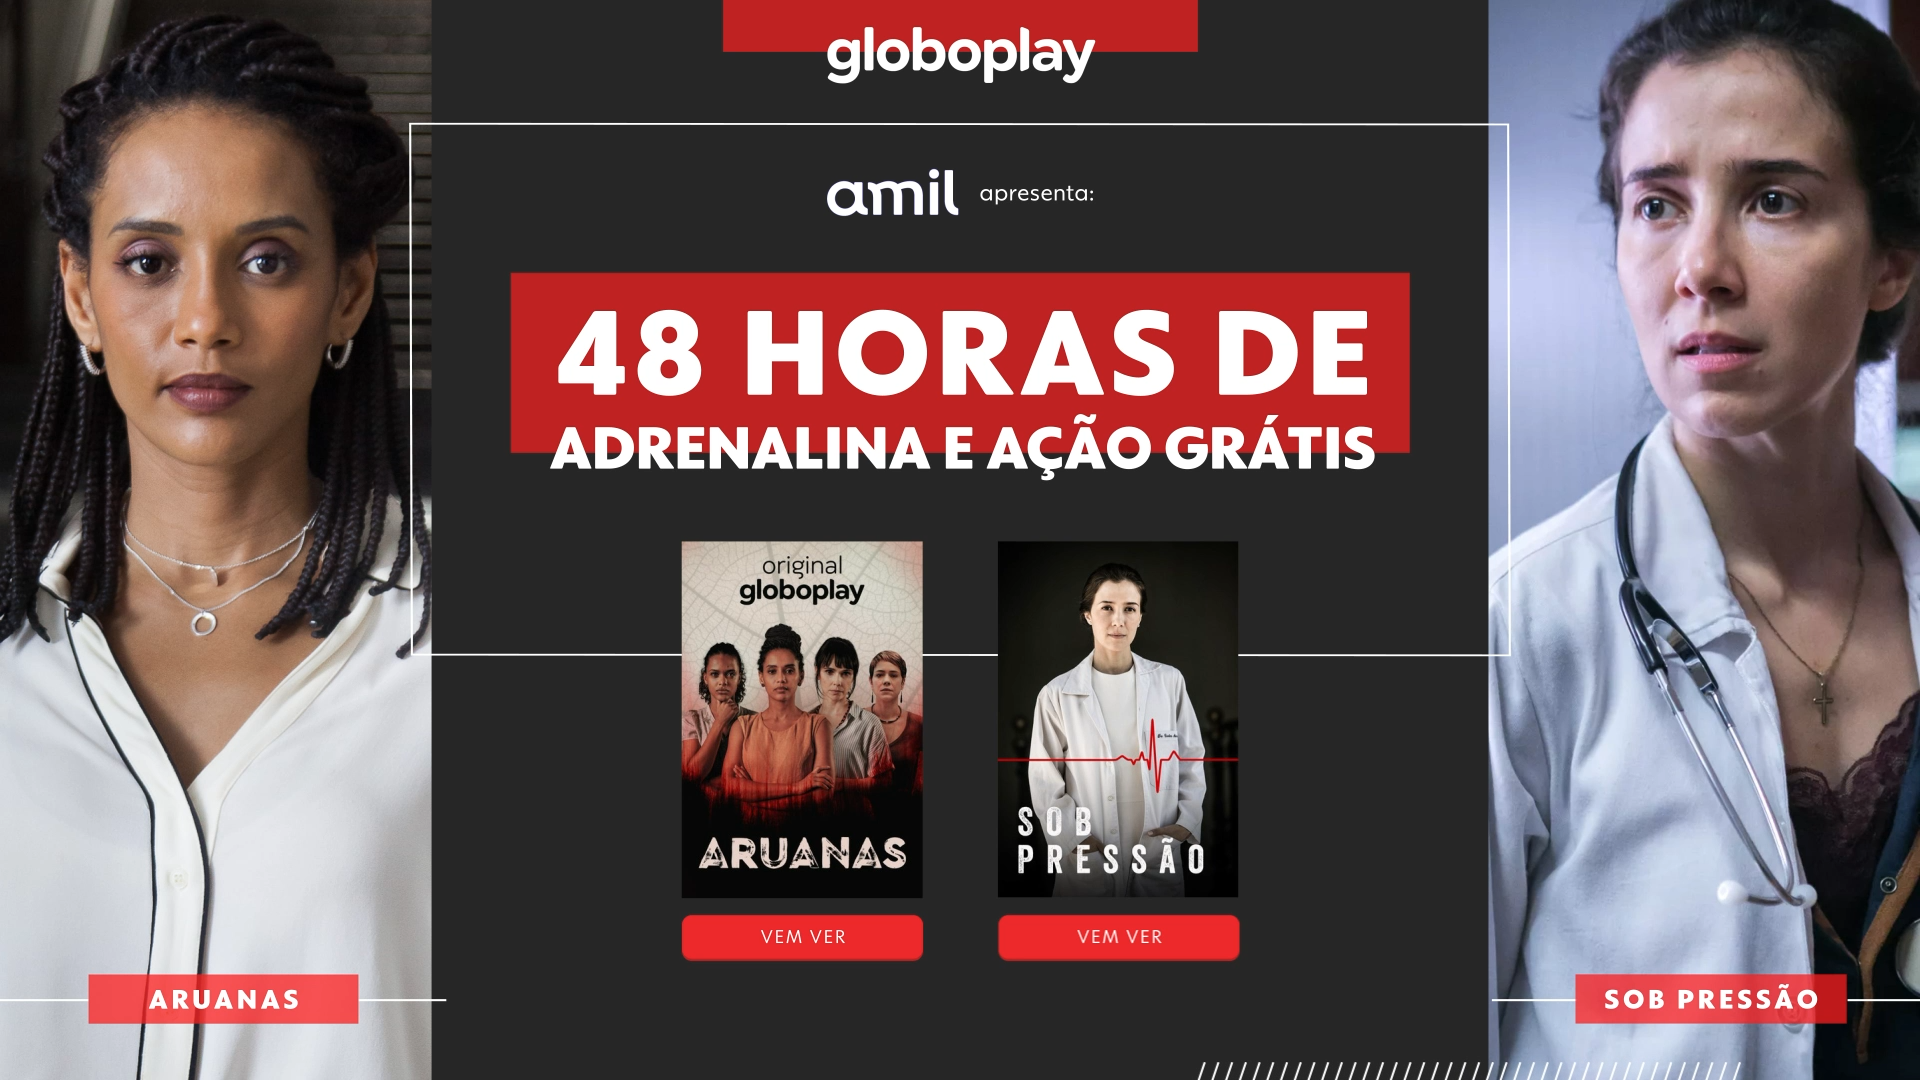 globoplay
amil apresenta:
48 HORAS DE
ADRENALINA E AÇÃO GRÁTIS
original
globoplay
ARUANAS
SOB
PRESSÃO
VEM VER
VEM VER
ARUANAS
SOB PRESSÃO